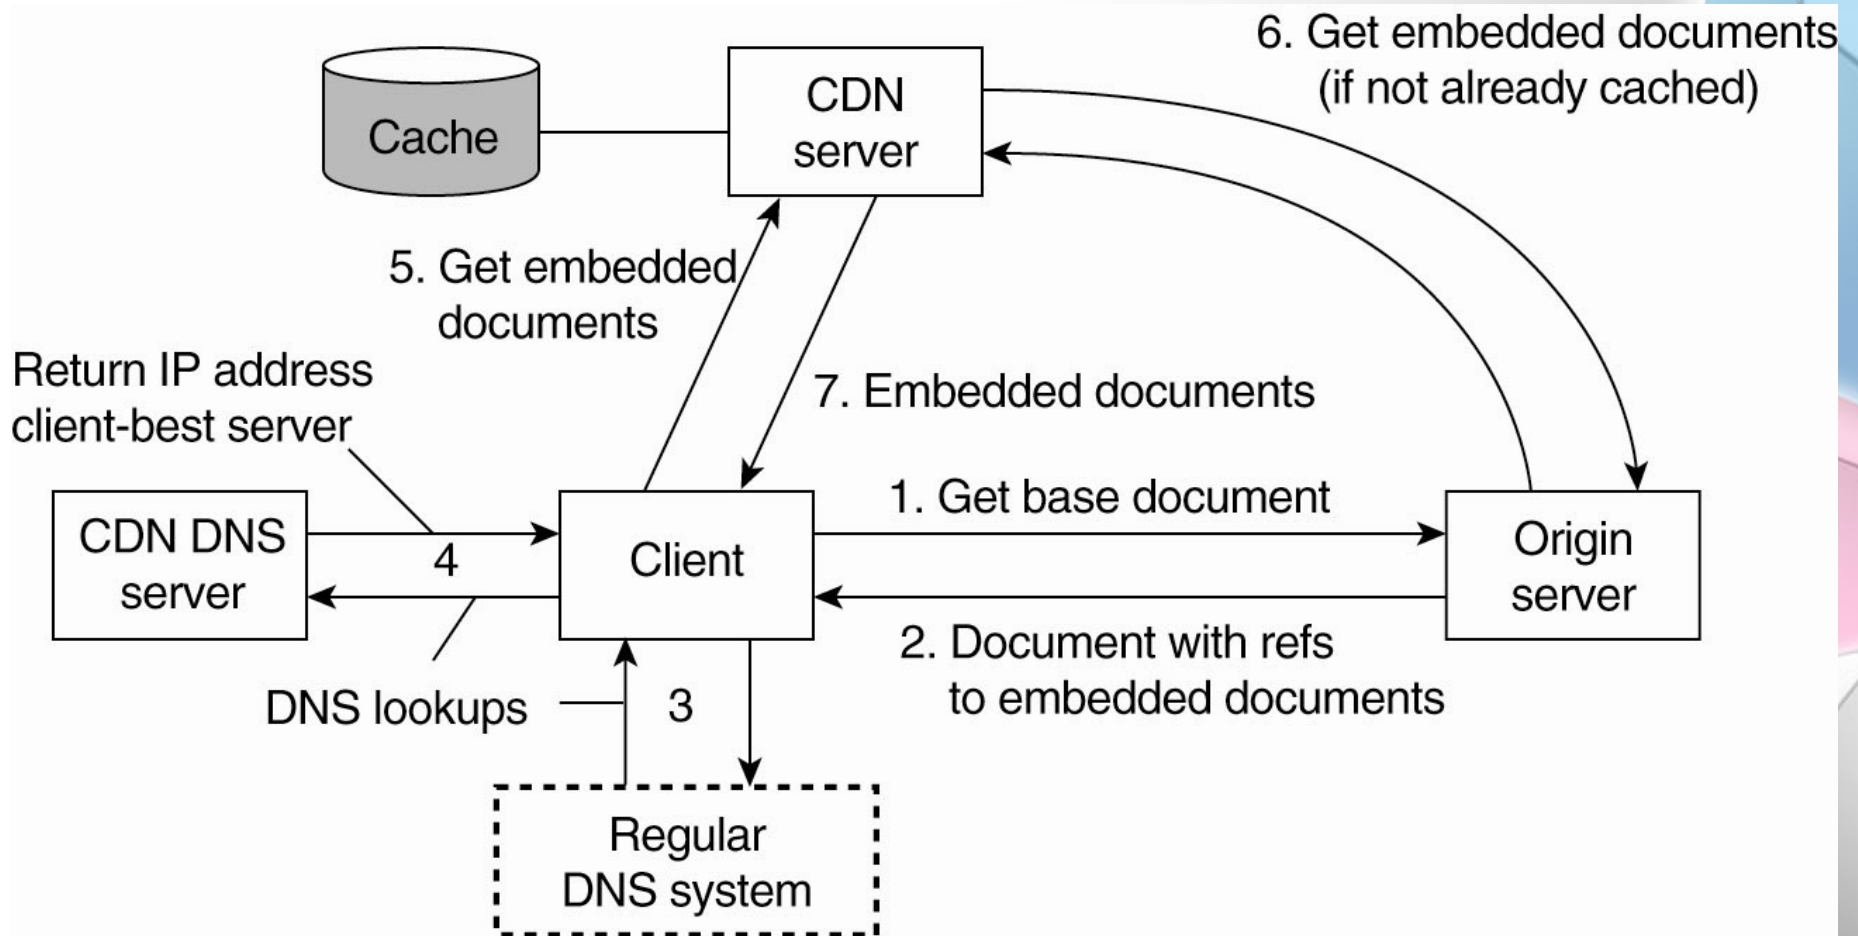 6. Get embedded documents
(if not already cached)
CDN
server
Cache
5. Get embedded
documents
Return IP address
client-best server
7. Embedded documents
1. Get base document
CDN DNS
server
4
Client
Origin
server
2. Document with refs
to embedded documents
DNS lookups
3
Regular
DNS system